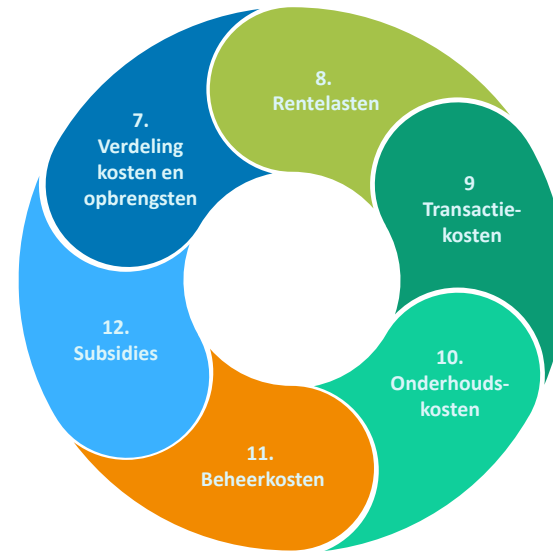 7.
Verdeling
kosten en
opbrengsten
8.
Rentelasten
9
Transactie-
kosten
10.
Onderhouds-
kosten
11.
Beheerkosten
12.
Subsidies